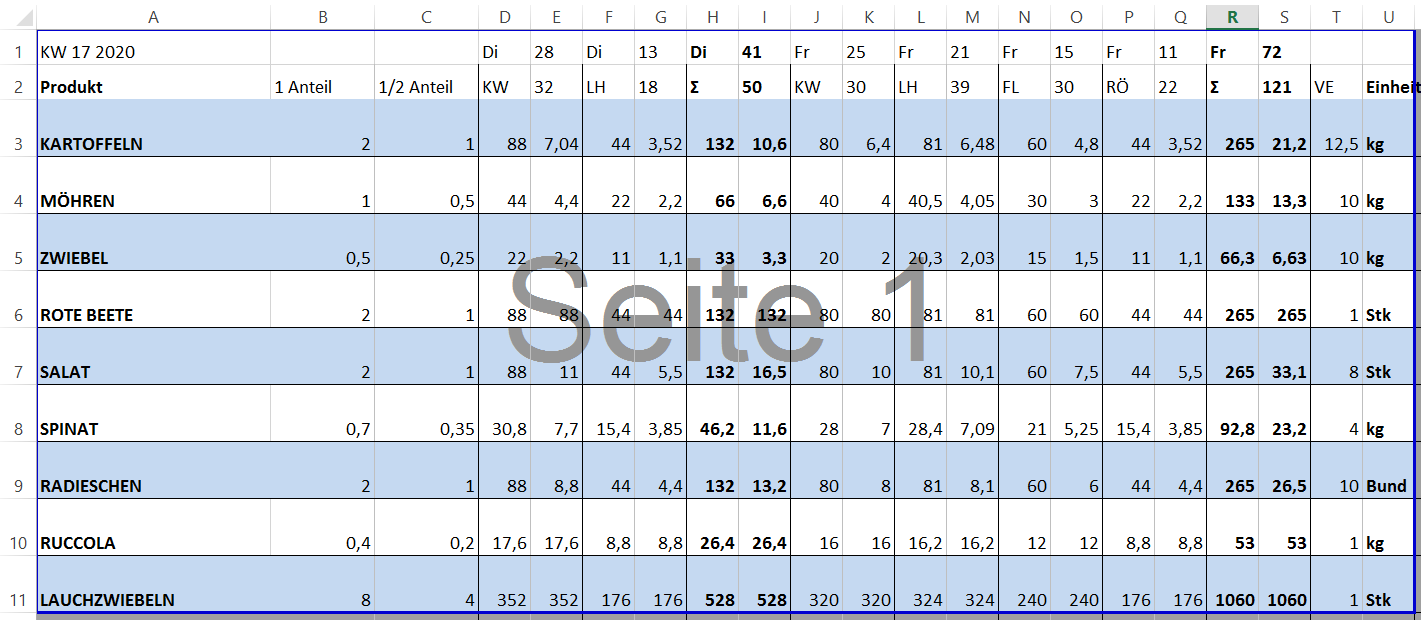 A B C D E F G H I J K L M N O P Q R S T U
1 KW 17 2020 Di 28 Di 13 Di 41 Fr 25 Fr 21 Fr 15 Fr 11 Fr 72
2 Produkt 1 Anteil 1/2 Anteil KW 32 LH 18 Σ 50 KW 30 LH 39 FL 30 RÖ 22 Σ 121 VE Einheit
3 KARTOFFELN 2 1 88 7,04 44 3,52 132 10,6 80 6,4 81 6,48 60 4,8 44 3,52 265 21,2 12,5 kg
4 MÖHREN 1 0,5 44 4,4 22 2,2 66 6,6 40 4 40,5 4,05 30 3 22 2,2 133 13,3 10 kg
5 ZWIEBEL 0,5 0,25 22 2,2 11 1,1 33 3,3 20 2 20,3 2,03 15 1,5 11 1,1 66,3 6,63 10 kg
6 ROTE BEETE 2 1 88 88 44 44 132 132 80 80 81 81 60 60 44 44 265 265 1 Stk
Seite 1
7 SALAT 2 1 88 11 44 5,5 132 16,5 80 10 81 10,1 60 7,5 44 5,5 265 33,1 8 Stk
8 SPINAT 0,7 0,35 30,8 7,7 15,4 3,85 46,2 11,6 28 7 28,4 7,09 21 5,25 15,4 3,85 92,8 23,2 4 kg
9 RADIESCHEN 2 1 88 8,8 44 4,4 132 13,2 80 8 81 8,1 60 6 44 4,4 265 26,5 10 Bund
10 RUCCOLA 0,4 0,2 17,6 17,6 8,8 8,8 26,4 26,4 16 16 16,2 16,2 12 12 8,8 8,8 53 53 1 kg
11 LAUCHZWIEBELN 8 4 352 352 176 176 528 528 320 320 324 324 240 240 176 176 1060 1060 1 Stk